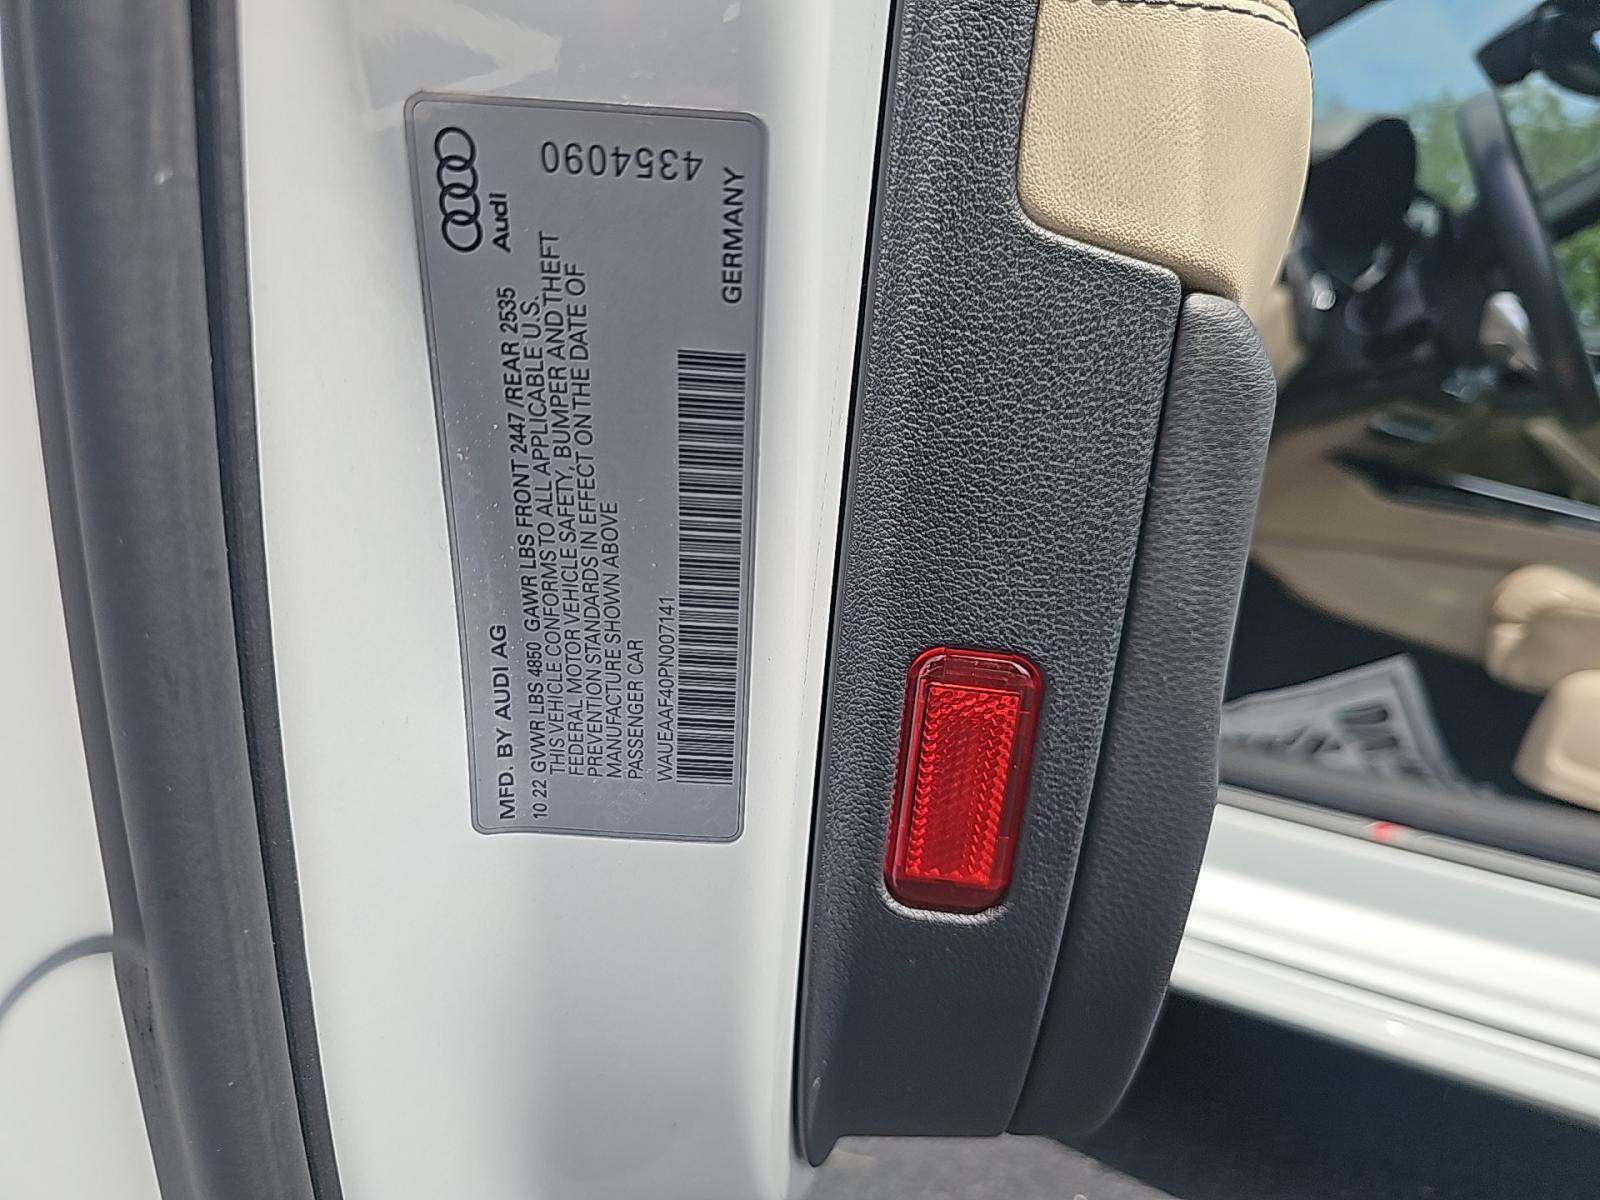 Audi
4354090
MFD. BY AUDI AG
10 22 GVWR LBS 4850 GAWR LBS FRONT 2447/REAR 2535
THIS VEHICLE CONFORMS TO ALL APPLICABLE U.S.
FEDERAL MOTOR VEHICLE SAFETY, BUMPER AND THEFT
PREVENTION STANDARDS IN EFFECT ON THE DATE OF
MANUFACTURE SHOWN ABOVE
PASSENGER CAR
WAUEAAF40PN007141
GERMANY